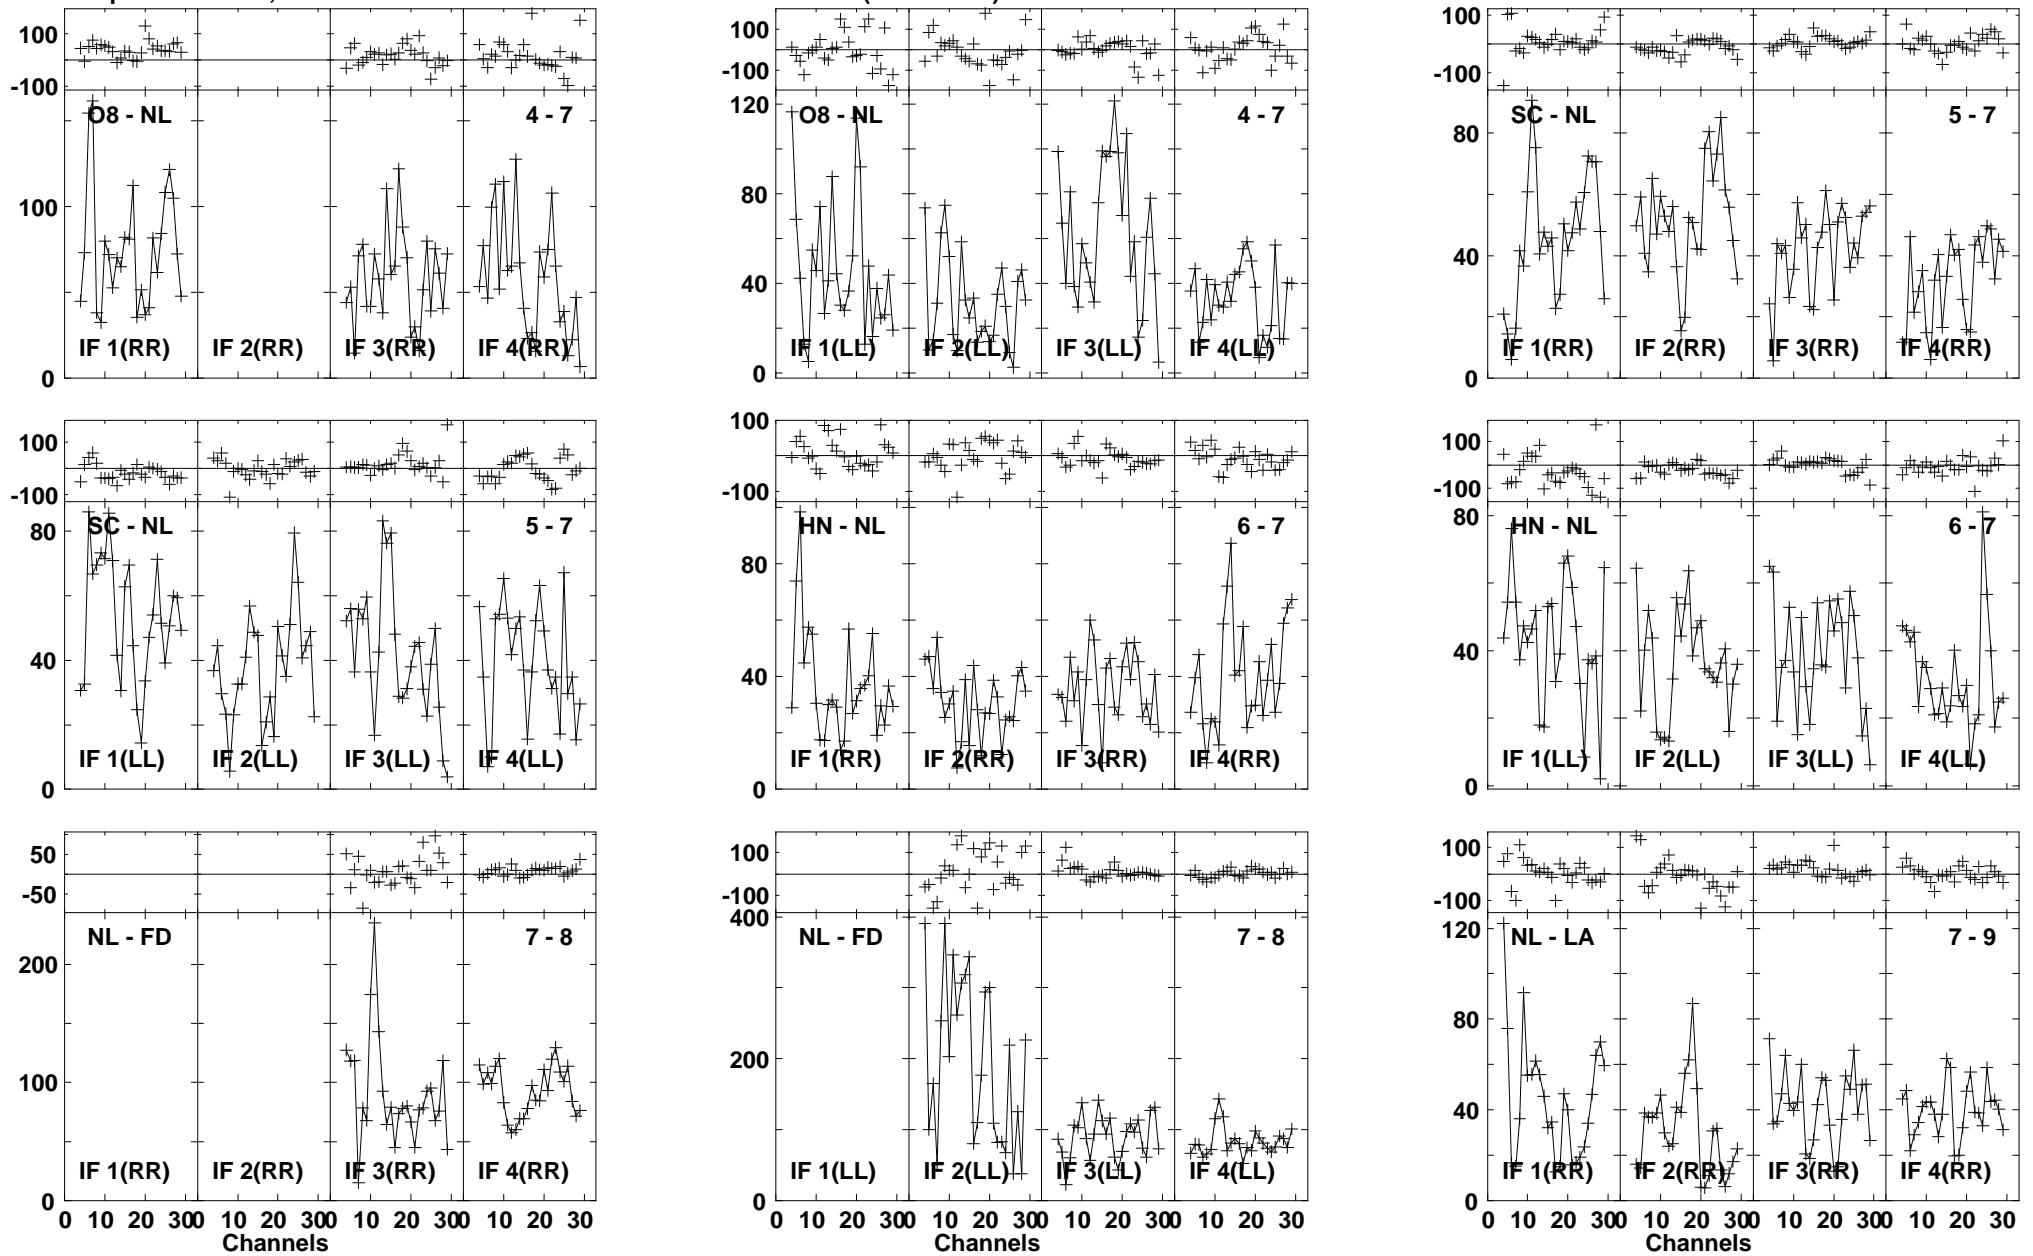 100
-100
O8 - NL 4 - 7
100
0
IF 1(RR) IF 2(RR) IF 3(RR) IF 4(RR)
100
-100
O8 - NL 4 - 7
120
80
40
0
IF 1(LL) IF 2(LL) IF 3(LL) IF 4(LL)
100
-100
SC - NL 5 - 7
80
40
0
IF 1(RR) IF 2(RR) IF 3(RR) IF 4(RR)
100
-100
SC - NL 5 - 7
80
40
0
IF 1(LL) IF 2(LL) IF 3(LL) IF 4(LL)
100
-100
HN - NL 6 - 7
80
40
0
IF 1(RR) IF 2(RR) IF 3(RR) IF 4(RR)
100
-100
HN - NL 6 - 7
80
40
0
IF 1(LL) IF 2(LL) IF 3(LL) IF 4(LL)
50
-50
NL - FD 7 - 8
200
100
0
IF 1(RR) IF 2(RR) IF 3(RR) IF 4(RR)
0 10 20 30 0 10 20 30 0 10 20 30 0 10 20 30
Channels
100
-100
NL - FD 7 - 8
400
200
0
IF 1(LL) IF 2(LL) IF 3(LL) IF 4(LL)
0 10 20 30 0 10 20 30 0 10 20 30 0 10 20 30
Channels
100
-100
NL - LA 7 - 9
120
80
40
0
IF 1(RR) IF 2(RR) IF 3(RR) IF 4(RR)
0 10 20 30 0 10 20 30 0 10 20 30 0 10 20 30
Channels